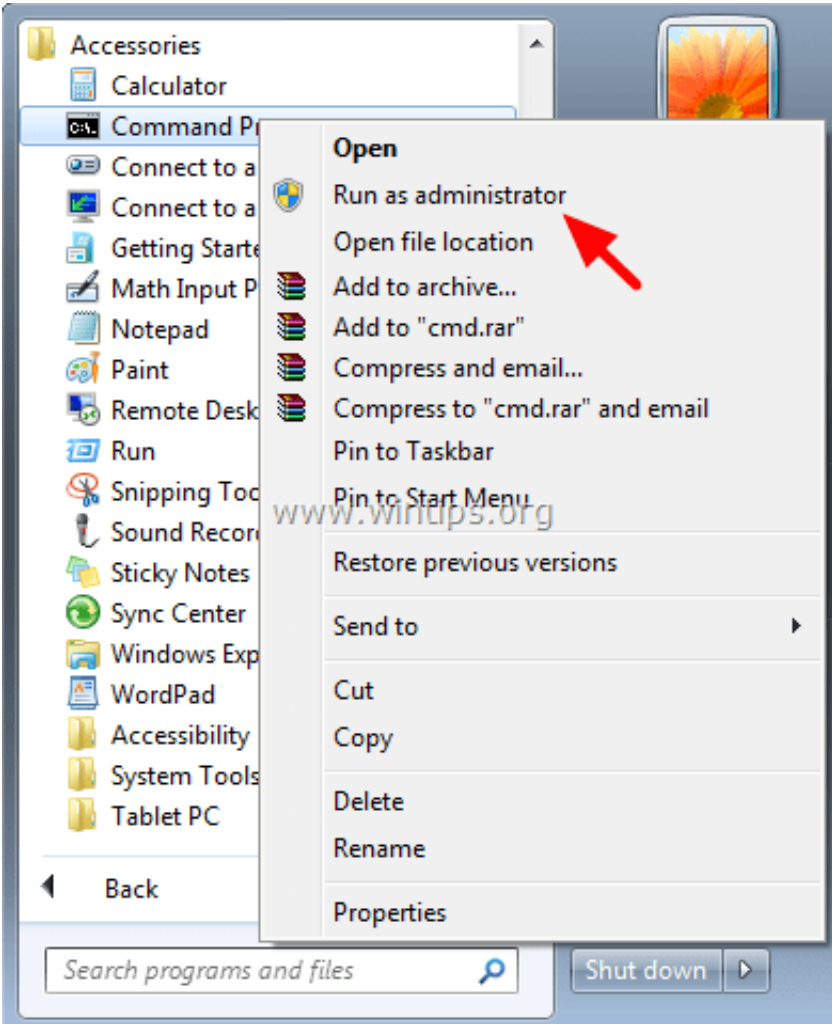 Accessories
Calculator
Command Pr
Connect to a
Connect to a
Getting Starte
Math Input P
Notepad
Paint
Remote Desk
Run
Snipping Too
Sound Record
Sticky Notes
Sync Center
Windows Exp
WordPad
Accessibility
System Tools
Tablet PC
Back
Search programs and files
Open
Run as administrator
Open file location
Add to archive...
Add to "cmd.rar"
Compress and email...
Compress to "cmd.rar" and email
Pin to Taskbar
Pin to Start Menu
www.wintips.org
Restore previous versions
Send to
Cut
Copy
Delete
Rename
Properties
Shut down